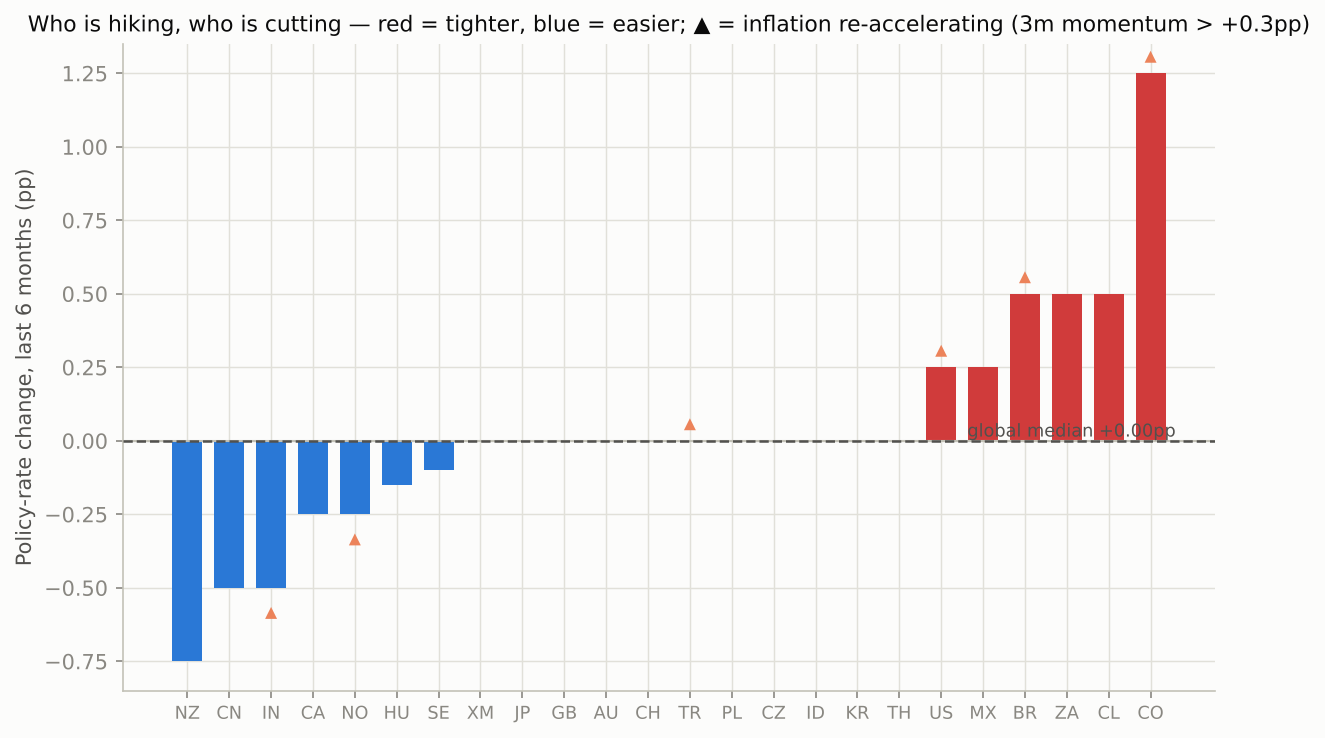 Who is hiking, who is cutting — red = tighter, blue = easier; ▲ = inflation re-accelerating (3m momentum > +0.3pp)
Policy-rate change, last 6 months (pp)
1.25
1.00
0.75
0.50
0.25
0.00
−0.25
−0.50
−0.75
global median +0.00pp
NZ CN IN CA NO HU SE XM JP GB AU CH TR PL CZ ID KR TH US MX BR ZA CL CO